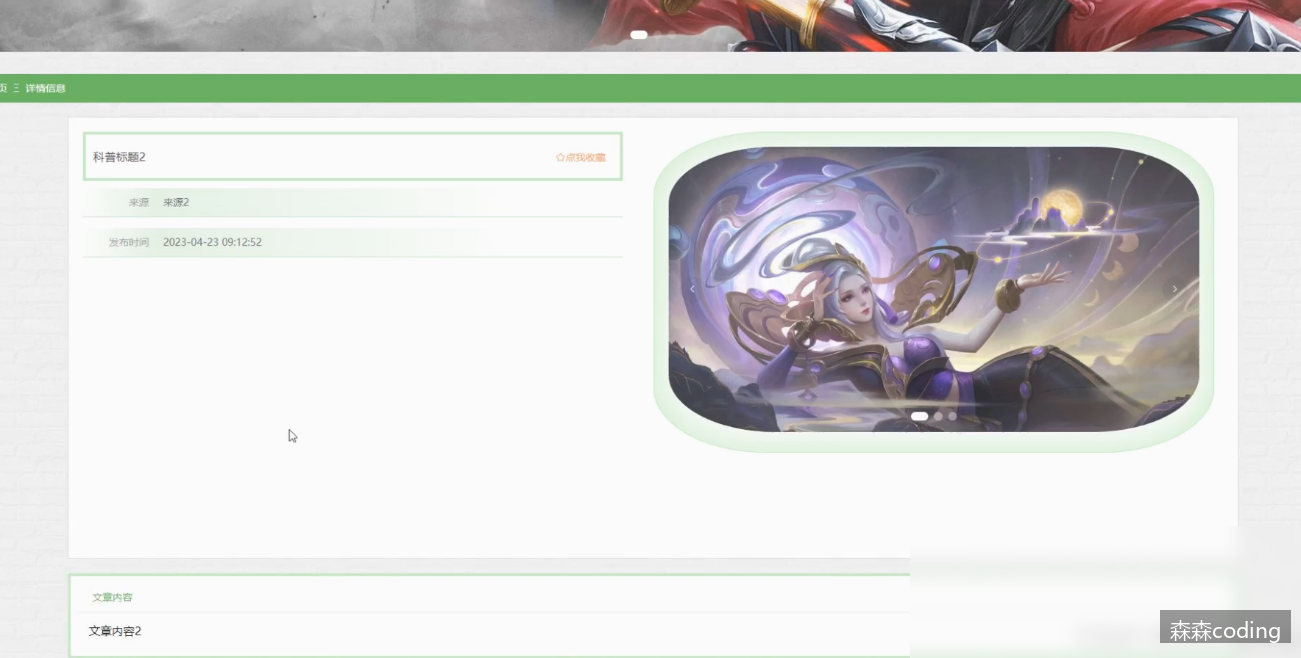 页 Ξ 详情信息
科普标题2
☆点我收藏
来源 来源2
发布时间 2023-04-23 09:12:52
文章内容
文章内容2
森森coding